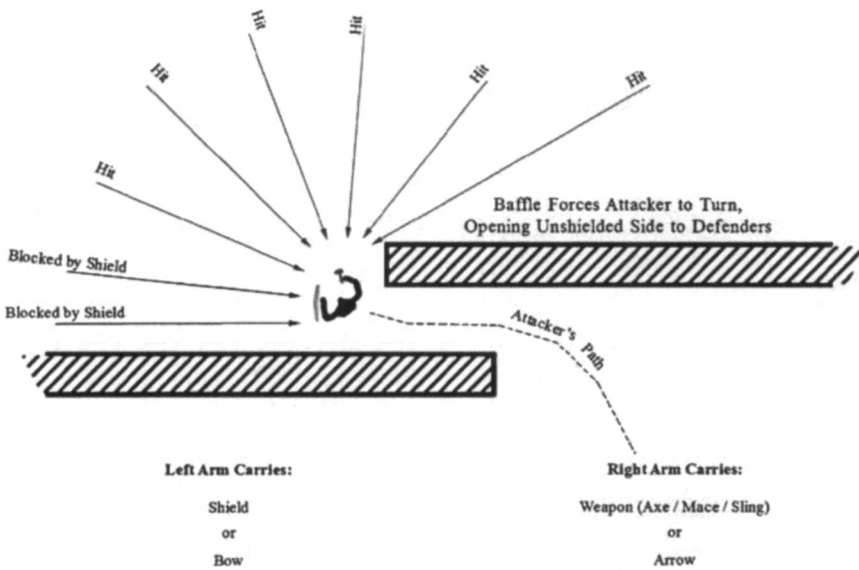 Hit
Hit
Hit
Hit
Hit
Hit
Baffle Forces Attacker to Turn,
Opening Unshielded Side to Defenders
Blocked by Shield
Blocked by Shield
Attacker's Path
Left Arm Carries:
Shield
or
Bow
Right Arm Carries:
Weapon (Axe / Mace / Sling)
or
Arrow